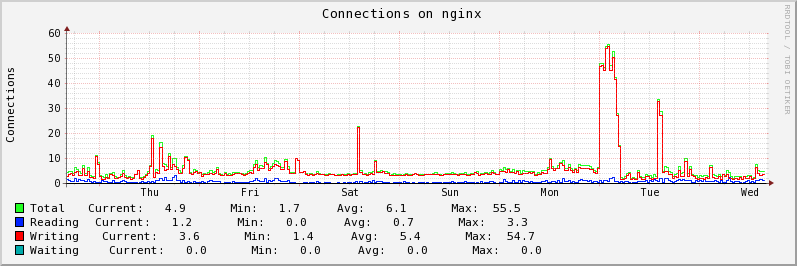 Connections on nginx
RRDTOOL / TOBI OETIKER
Connections
60
50
40
30
20
10
0
Thu Fri Sat Sun Mon Tue Wed
Total Current: 4.9 Min: 1.7 Avg: 6.1 Max: 55.5
Reading Current: 1.2 Min: 0.0 Avg: 0.7 Max: 3.3
Writing Current: 3.6 Min: 1.4 Avg: 5.4 Max: 54.7
Waiting Current: 0.0 Min: 0.0 Avg: 0.0 Max: 0.0